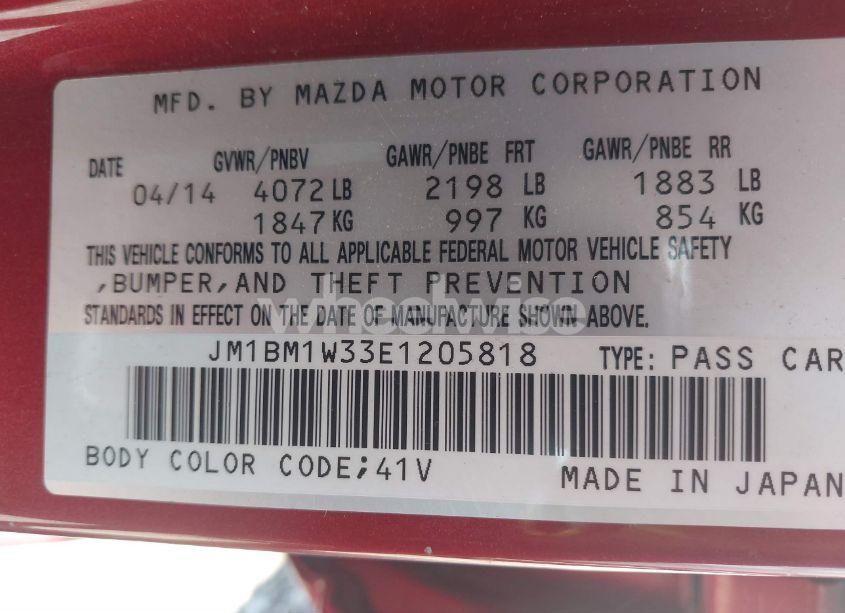 MFD. BY MAZDA MOTOR CORPORATION
DATE GVWR/PNBV GAWR/PNBE FRT GAWR/PNBE RR
04/14 4072 LB 2198 LB 1883 LB
1847 KG 997 KG 854 KG
THIS VEHICLE CONFORMS TO ALL APPLICABLE FEDERAL MOTOR VEHICLE SAFETY
,BUMPER,AND THEFT PREVENTION
wheelwise
STANDARDS IN EFFECT ON THE DATE OF MANUFACTURE SHOWN ABOVE.
JM1BM1W33E1205818 TYPE: PASS CAR
BODY COLOR CODE;41V
MADE IN JAPAN